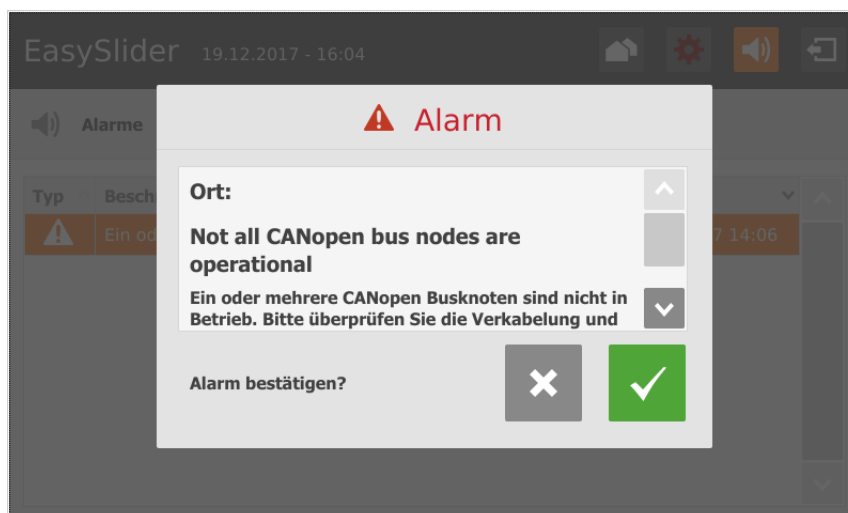 EasySlider 19.12.2017 - 16:04
Alarme
Alarm
Typ Besch
Ein od 7 14:06
Ort:
Not all CANopen bus nodes are
operational
Ein oder mehrere CANopen Busknoten sind nicht in
Betrieb. Bitte überprüfen Sie die Verkabelung und
Alarm bestätigen?